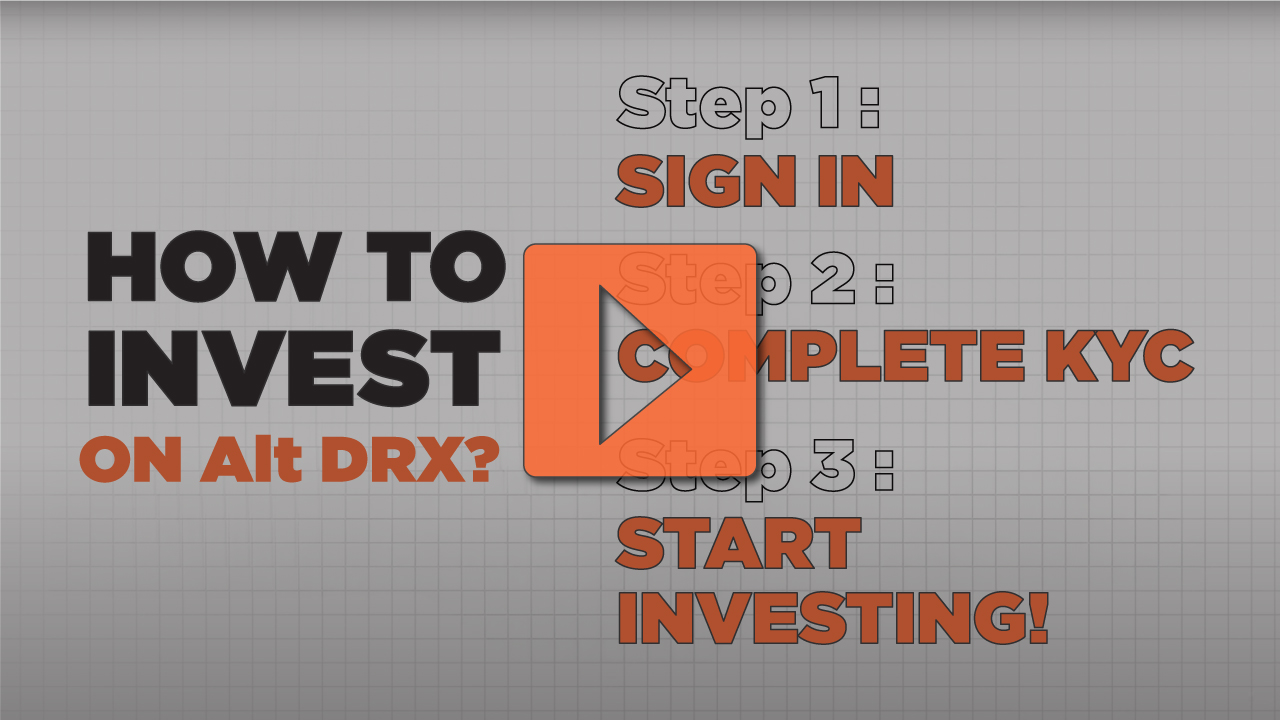 HOW TO
INVEST
ON Alt DRX?
Step 1 :
SIGN IN
Step 2 :
COMPLETE KYC
Step 3 :
START
INVESTING!